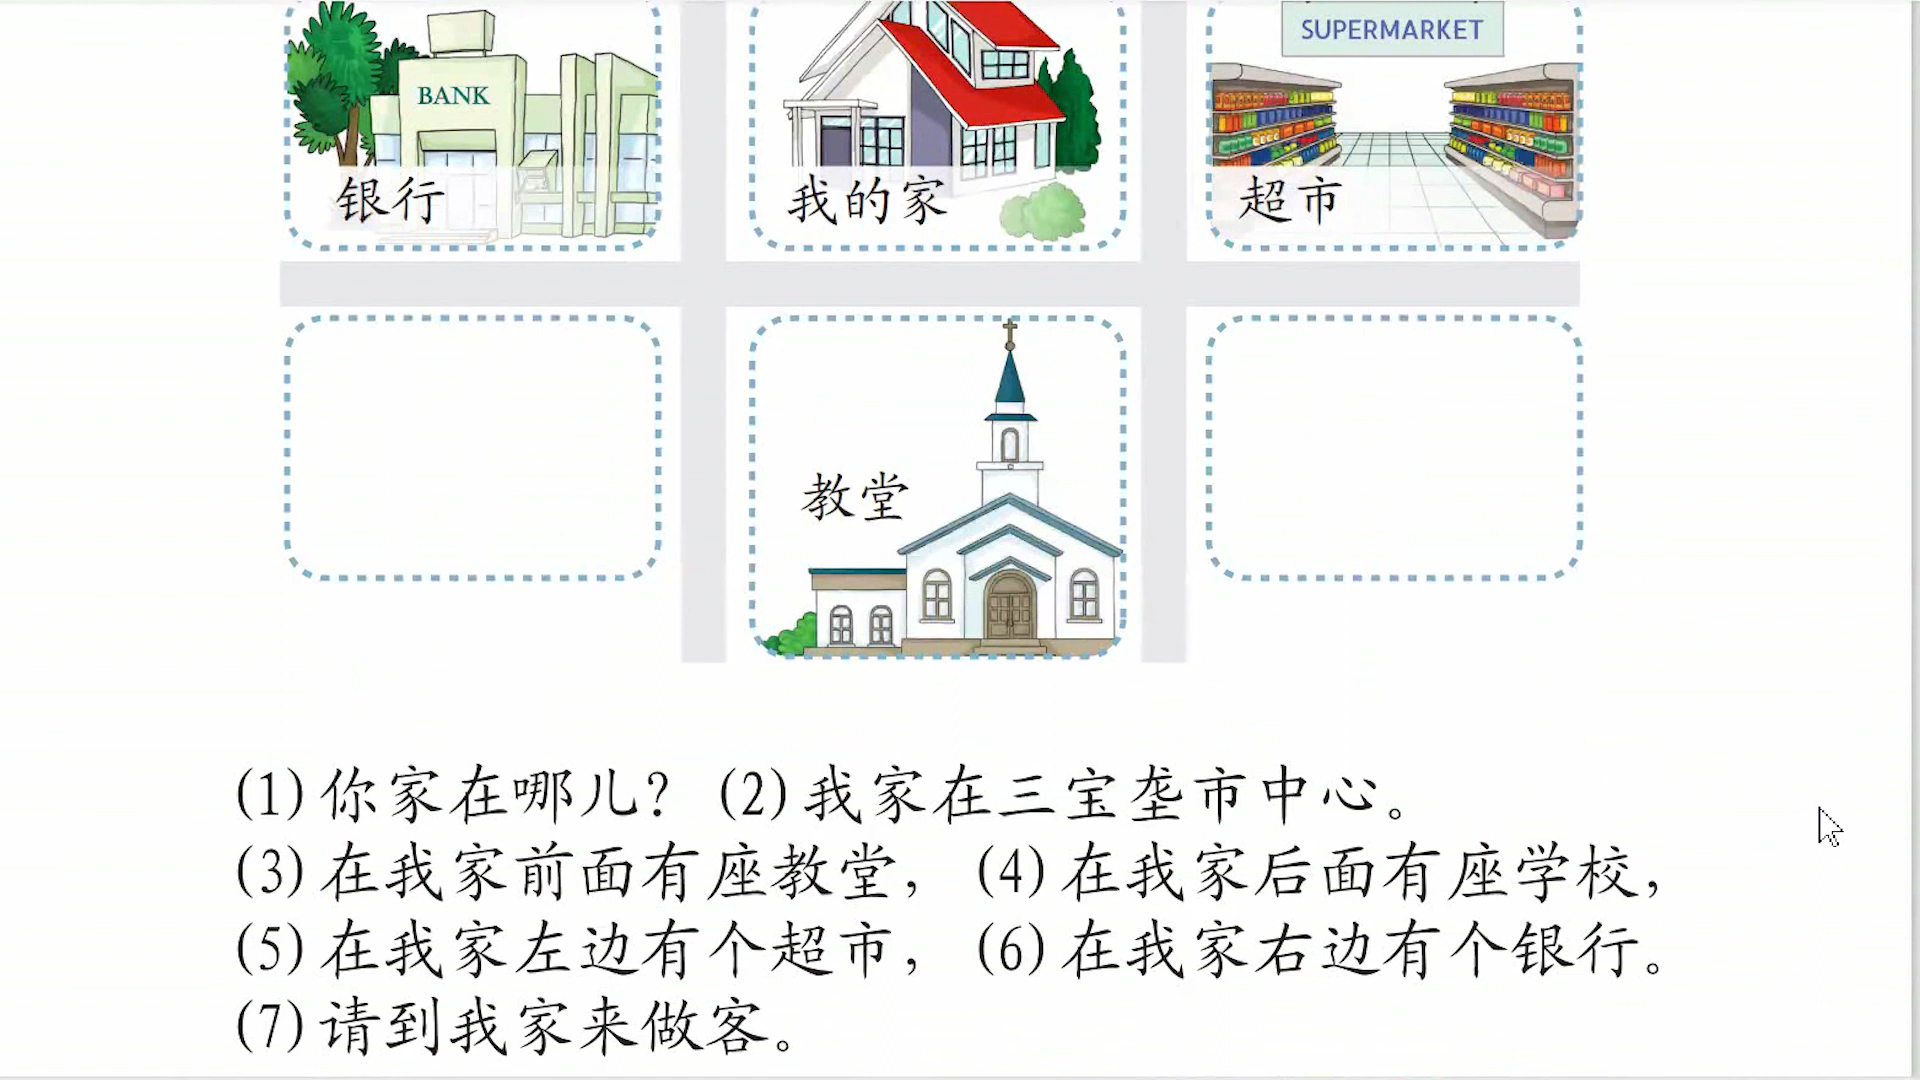 SUPERMARKET
BANK
银行
我的家
超市
教堂
(1) 你家在哪儿? (2) 我家在三宝垄市中心。
(3) 在我家前面有座教堂, (4) 在我家后面有座学校,
(5) 在我家左边有个超市, (6) 在我家右边有个银行。
(7) 请到我家来做客。